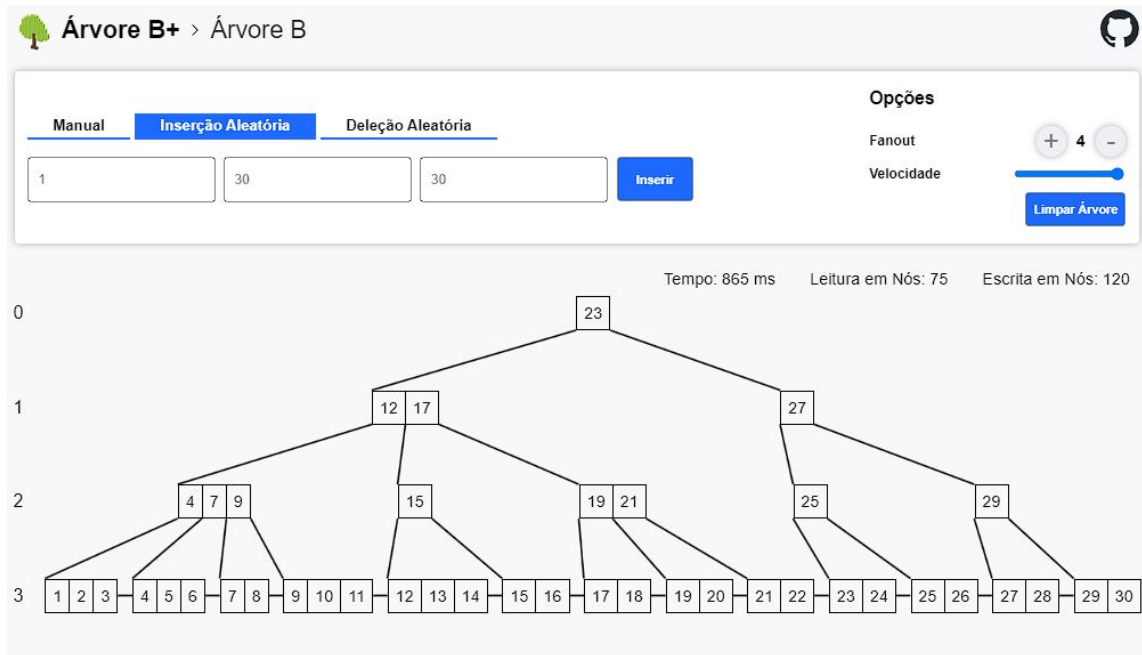 Árvore B+ > Árvore B
Opções
Manual Inserção Aleatória Deleção Aleatória
Fanout + 4 -
1 30 30 Inserir
Velocidade
Limpar Árvore
Tempo: 865 ms Leitura em Nós: 75 Escrita em Nós: 120
0 23
1 12 17 27
2 4 7 9 15 19 21 25 29
3 1 2 3 4 5 6 7 8 9 10 11 12 13 14 15 16 17 18 19 20 21 22 23 24 25 26 27 28 29 30